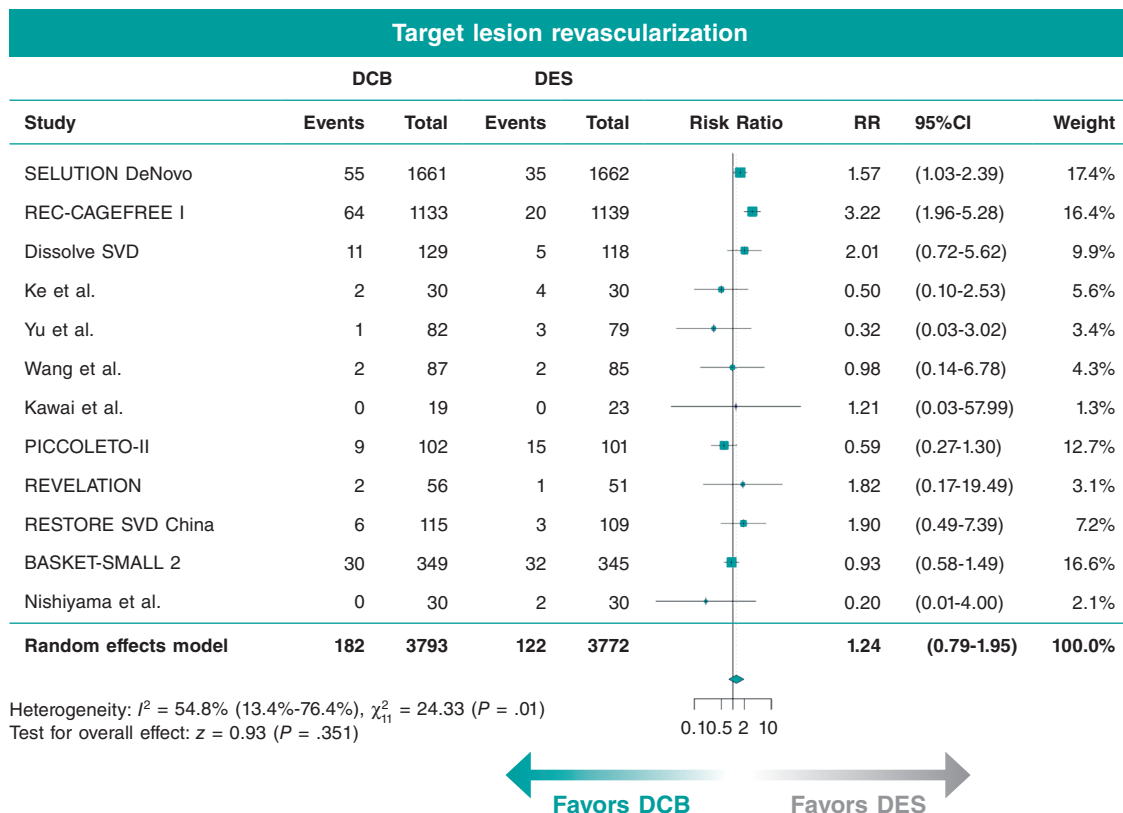 Target lesion revascularization
DCB DES
Study Events Total Events Total Risk Ratio RR 95%CI Weight
SELUTION DeNovo 55 1661 35 1662 1.57 (1.03-2.39) 17.4%
REC-CAGEFREE I 64 1133 20 1139 3.22 (1.96-5.28) 16.4%
Dissolve SVD 11 129 5 118 2.01 (0.72-5.62) 9.9%
Ke et al. 2 30 4 30 0.50 (0.10-2.53) 5.6%
Yu et al. 1 82 3 79 0.32 (0.03-3.02) 3.4%
Wang et al. 2 87 2 85 0.98 (0.14-6.78) 4.3%
Kawai et al. 0 19 0 23 1.21 (0.03-57.99) 1.3%
PICCOLETO-II 9 102 15 101 0.59 (0.27-1.30) 12.7%
REVELATION 2 56 1 51 1.82 (0.17-19.49) 3.1%
RESTORE SVD China 6 115 3 109 1.90 (0.49-7.39) 7.2%
BASKET-SMALL 2 30 349 32 345 0.93 (0.58-1.49) 16.6%
Nishiyama et al. 0 30 2 30 0.20 (0.01-4.00) 2.1%
Random effects model 182 3793 122 3772 1.24 (0.79-1.95) 100.0%
Heterogeneity: I² = 54.8% (13.4%-76.4%), χ²₁₁ = 24.33 (P = .01)
Test for overall effect: z = 0.93 (P = .351)
0.1 0.5 2 10
Favors DCB Favors DES